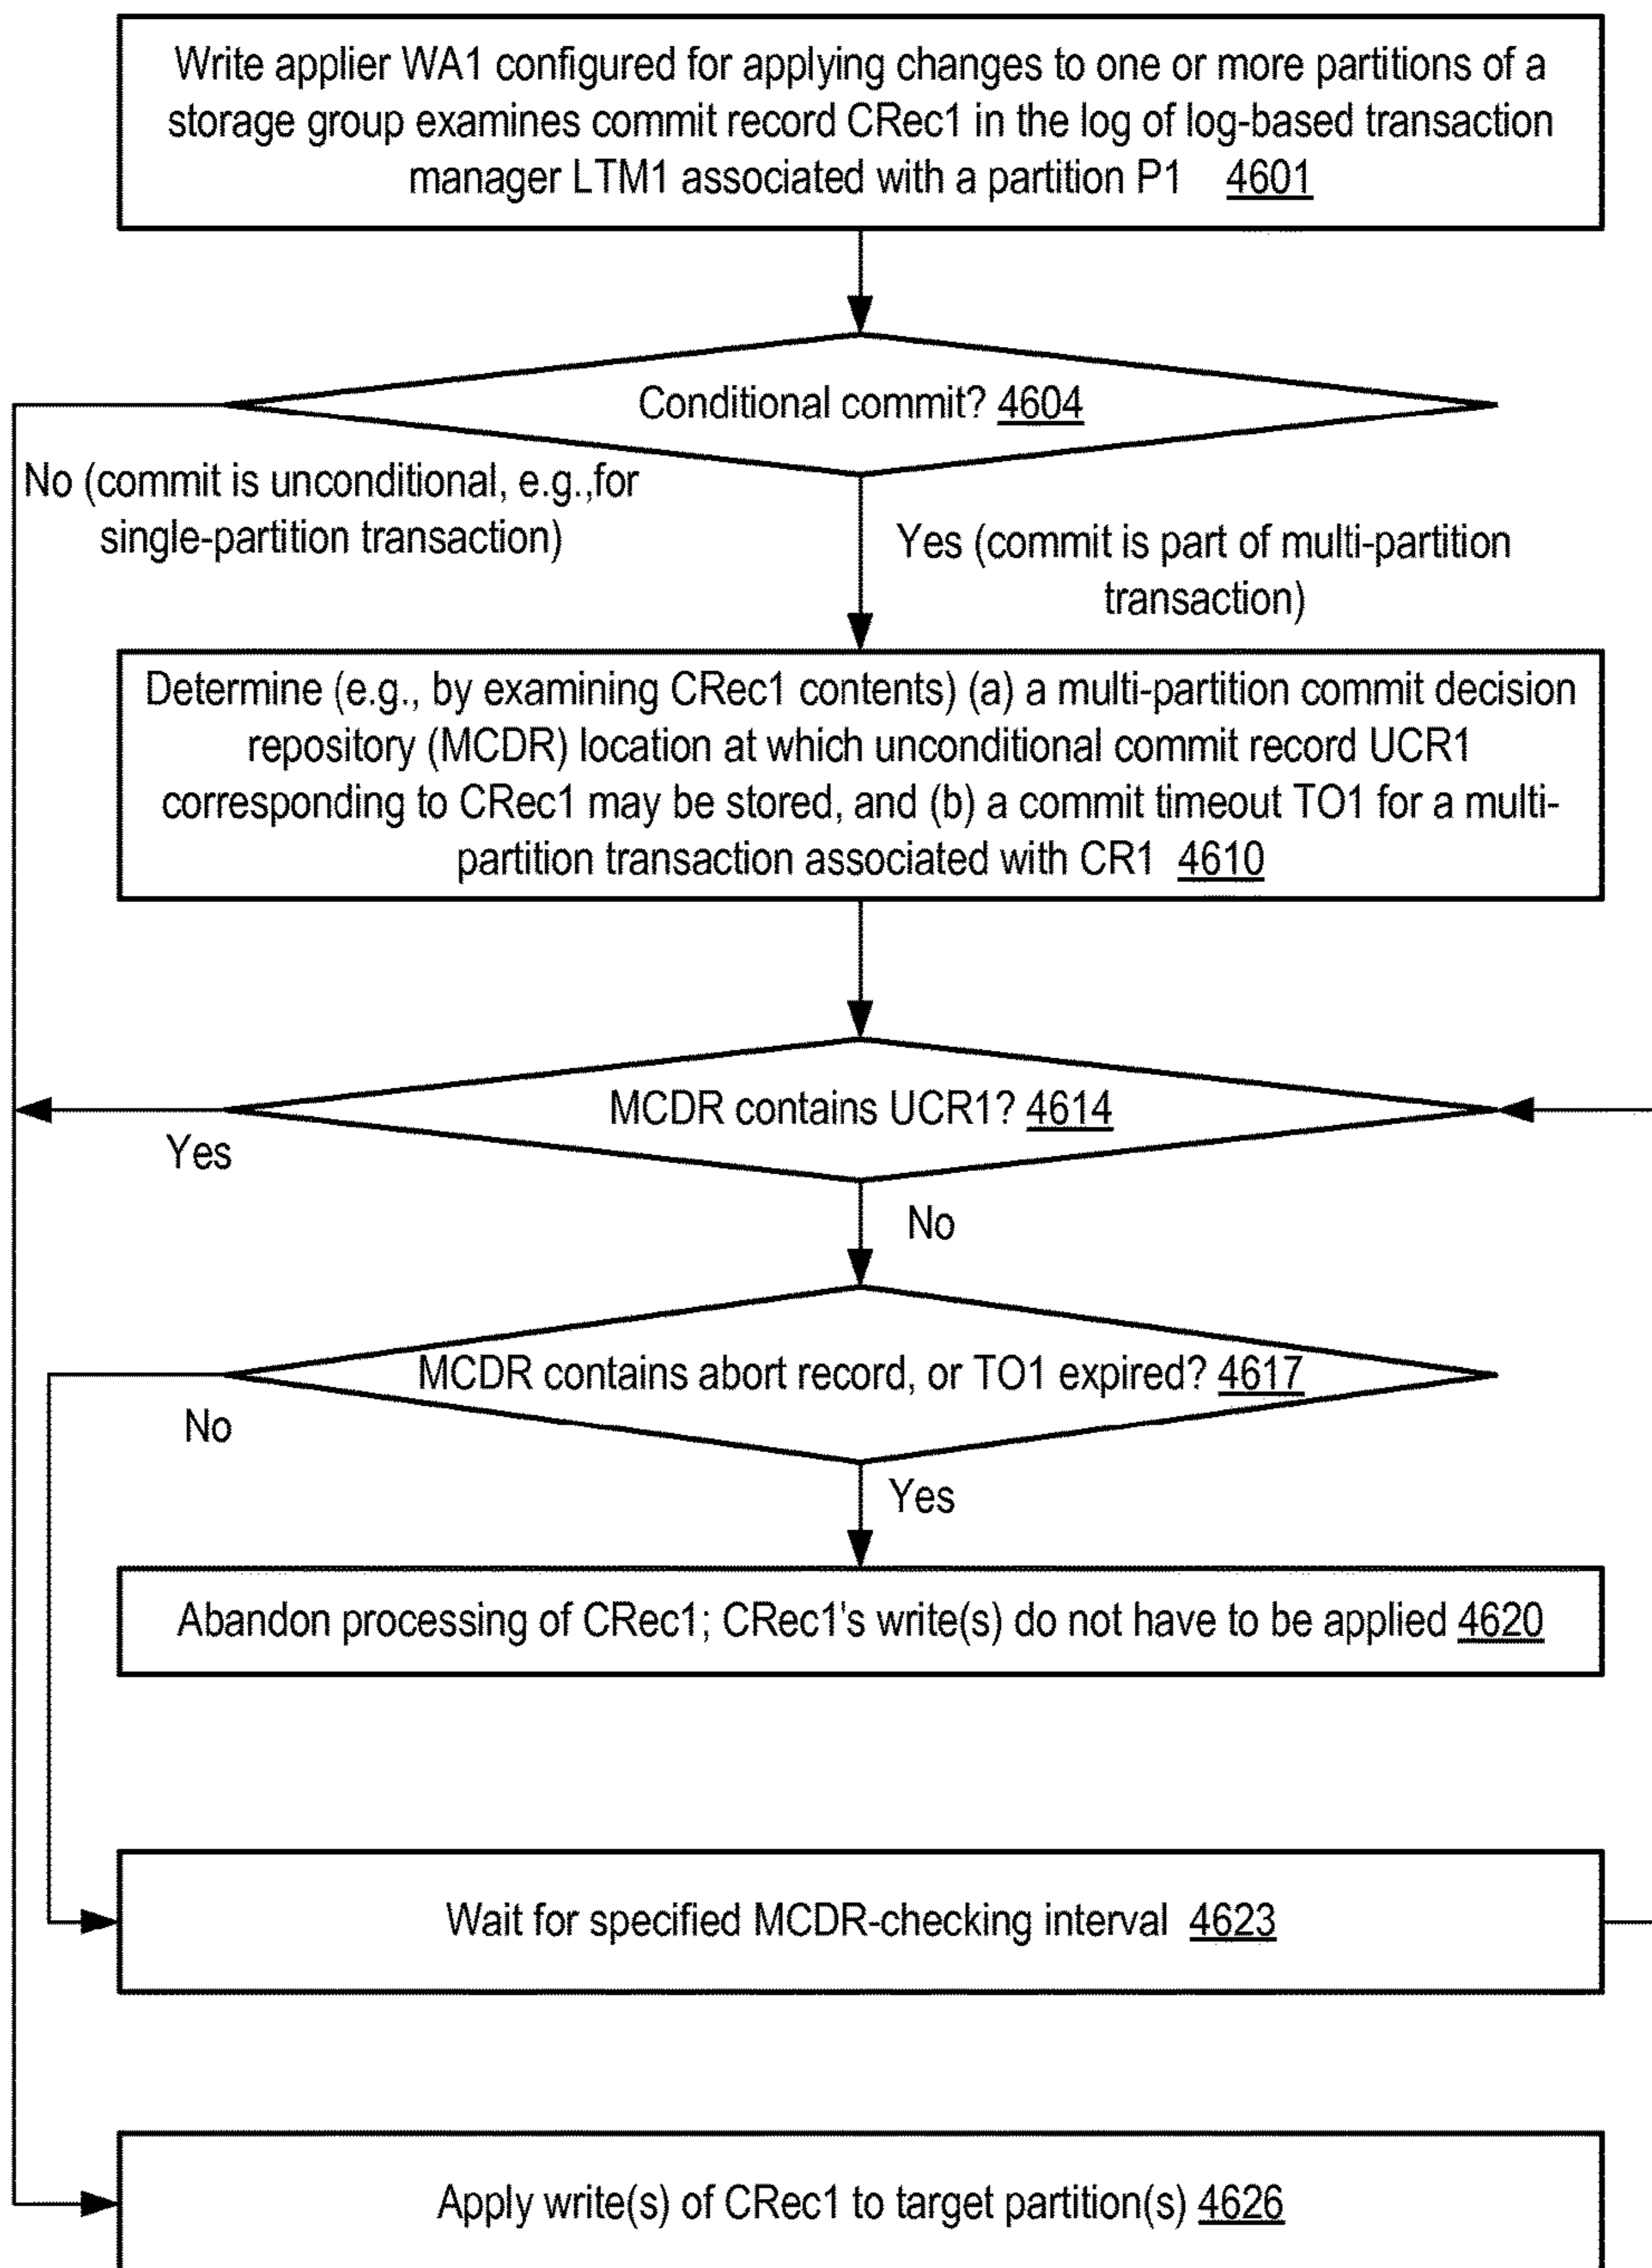 Write applier WA1 configured for applying changes to one or more partitions of a
storage group examines commit record CRec1 in the log of log-based transaction
manager LTM1 associated with a partition P1 4601
Conditional commit? 4604
No (commit is unconditional, e.g.,for
single-partition transaction)
Yes (commit is part of multi-partition
transaction)
Determine (e.g., by examining CRec1 contents) (a) a multi-partition commit decision
repository (MCDR) location at which unconditional commit record UCR1
corresponding to CRec1 may be stored, and (b) a commit timeout TO1 for a multi-
partition transaction associated with CR1 4610
MCDR contains UCR1? 4614
Yes
No
MCDR contains abort record, or TO1 expired? 4617
No
Yes
Abandon processing of CRec1; CRec1's write(s) do not have to be applied 4620
Wait for specified MCDR-checking interval 4623
Apply write(s) of CRec1 to target partition(s) 4626